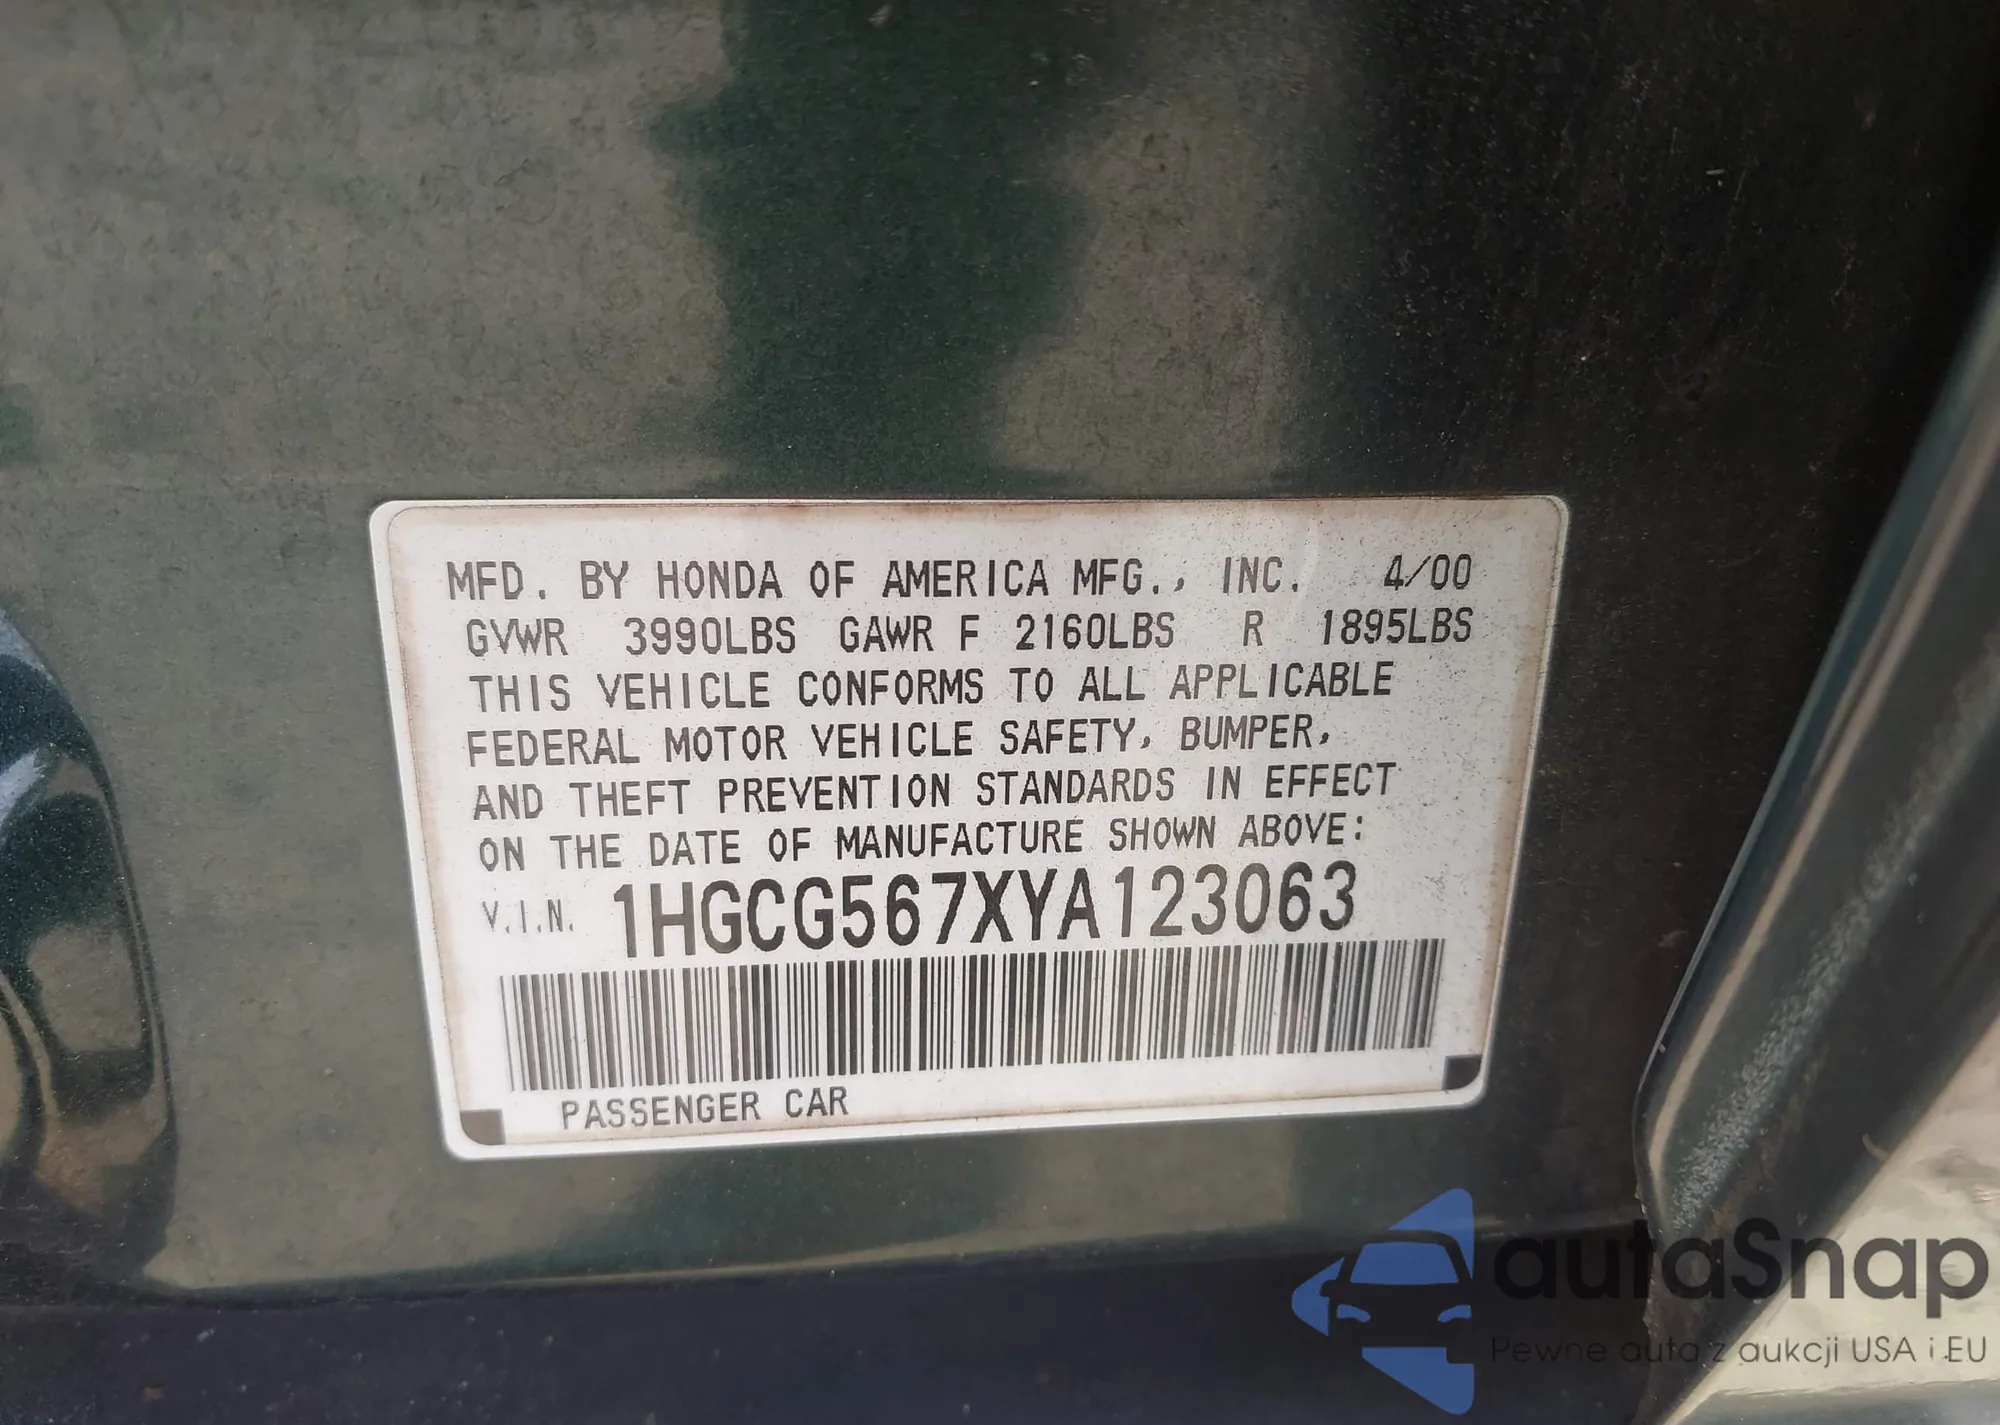 MFD. BY HONDA OF AMERICA MFG., INC. 4/00
GVWR 3990LBS GAWR F 2160LBS R 1895LBS
THIS VEHICLE CONFORMS TO ALL APPLICABLE
FEDERAL MOTOR VEHICLE SAFETY, BUMPER,
AND THEFT PREVENTION STANDARDS IN EFFECT
ON THE DATE OF MANUFACTURE SHOWN ABOVE:
V.I.N. 1HGCG567XYA123063
PASSENGER CAR
autaSnap
Pewne auta z aukcji USA i EU